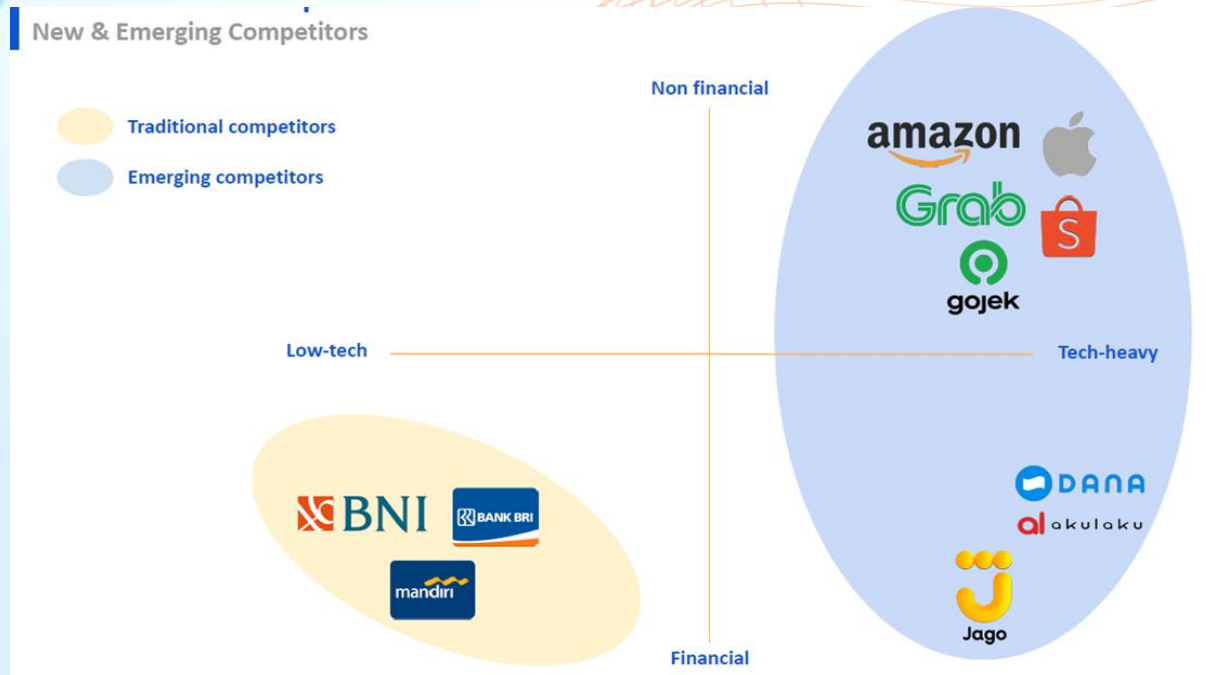 New & Emerging Competitors
Non financial
Traditional competitors
Emerging competitors
amazon
Grab
S
gojek
Low-tech
Tech-heavy
BNI
BANK BRI
mandiri
DANA
al akulaku
Jago
Financial